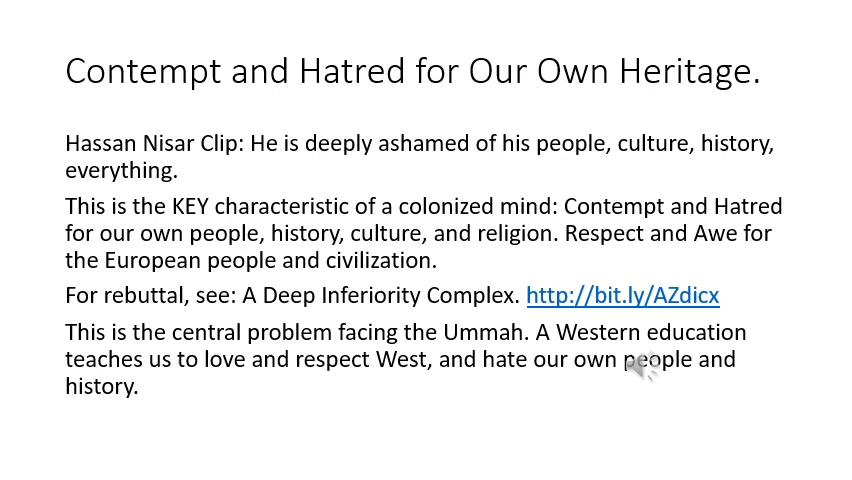 Contempt and Hatred for Our Own Heritage.
Hassan Nisar Clip: He is deeply ashamed of his people, culture, history,
everything.
This is the KEY characteristic of a colonized mind: Contempt and Hatred
for our own people, history, culture, and religion. Respect and Awe for
the European people and civilization.
For rebuttal, see: A Deep Inferiority Complex. http://bit.ly/AZdicx
This is the central problem facing the Ummah. A Western education
teaches us to love and respect West, and hate our own people and
history.